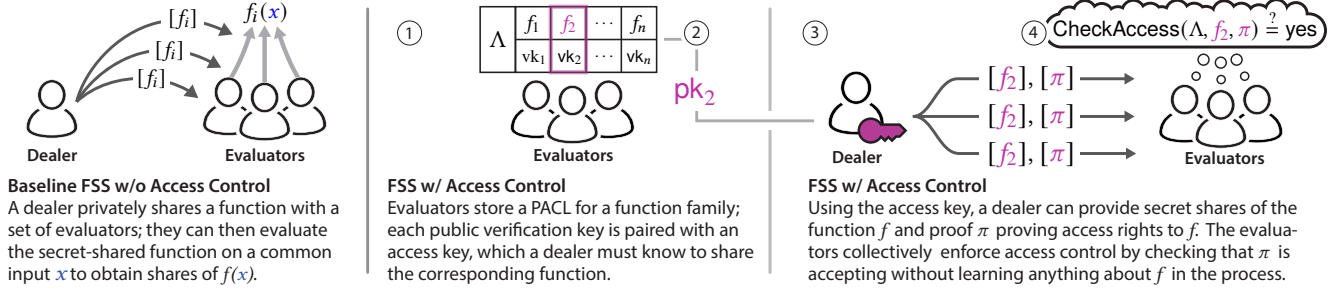 [fᵢ]
fᵢ(x)
[fᵢ]
[fᵢ]
Dealer
Evaluators
Baseline FSS w/o Access Control
A dealer privately shares a function with a
set of evaluators; they can then evaluate
the secret-shared function on a common
input x to obtain shares of f(x).
①
Λ f₁ f₂ ⋯ fₙ
vk₁ vk₂ ⋯ vkₙ
②
pk₂
Evaluators
FSS w/ Access Control
Evaluators store a PACL for a function family;
each public verification key is paired with an
access key, which a dealer must know to share
the corresponding function.
③
Dealer
[f₂], [π]
[f₂], [π]
[f₂], [π]
④
CheckAccess(Λ, f₂, π) ≟ yes
Evaluators
FSS w/ Access Control
Using the access key, a dealer can provide secret shares of the
function f and proof π proving access rights to f. The evalua-
tors collectively enforce access control by checking that π is
accepting without learning anything about f in the process.